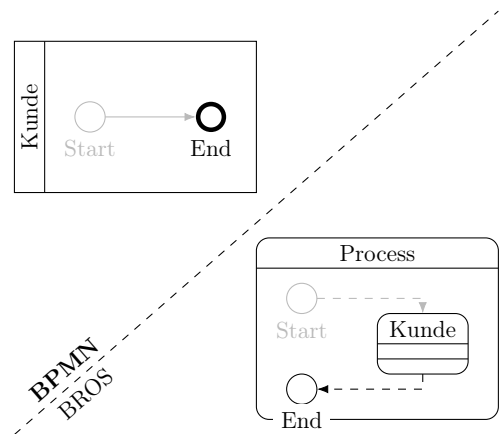 Kunde
Start
End
Process
Start
Kunde
End
BPMN
BROS